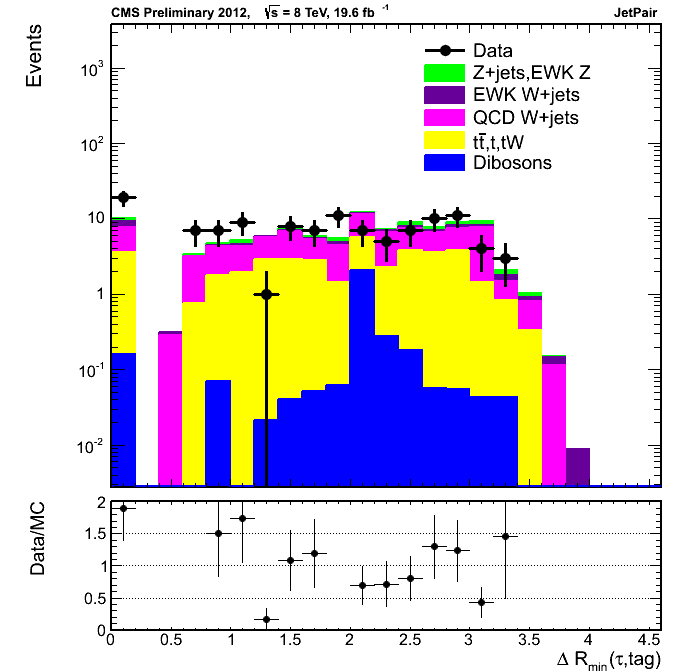 CMS Preliminary 2012, √s = 8 TeV, 19.6 fb⁻¹ JetPair
Events
Data
Z+jets,EWK Z
EWK W+jets
QCD W+jets
tt̄,t,tW
Dibosons
10³
10²
10
1
10⁻¹
10⁻²
Data/MC
2
1.5
1
0.5
0
0 0.5 1 1.5 2 2.5 3 3.5 4 4.5
Δ R_min(τ,tag)